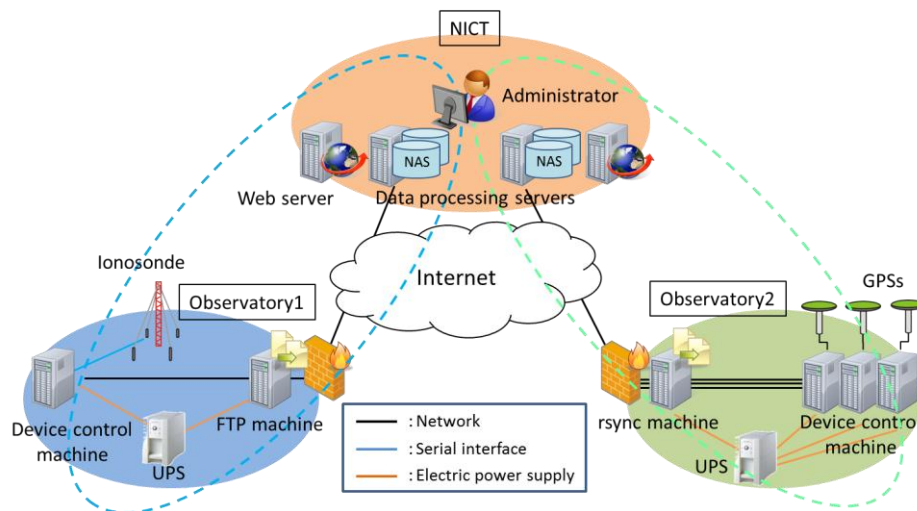 NICT
Administrator
NAS
NAS
Web server
Data processing servers
Internet
Ionosonde
Observatory1
Observatory2
GPSs
Device control
machine
FTP machine
UPS
rsync machine
Device control
machine
UPS
: Network
: Serial interface
: Electric power supply